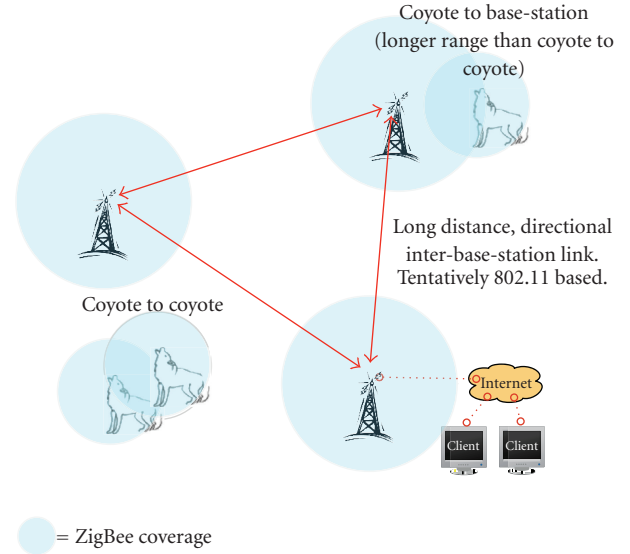 Coyote to base-station
(longer range than coyote to
coyote)
Long distance, directional
inter-base-station link.
Tentatively 802.11 based.
Coyote to coyote
Internet
Client
Client
= ZigBee coverage